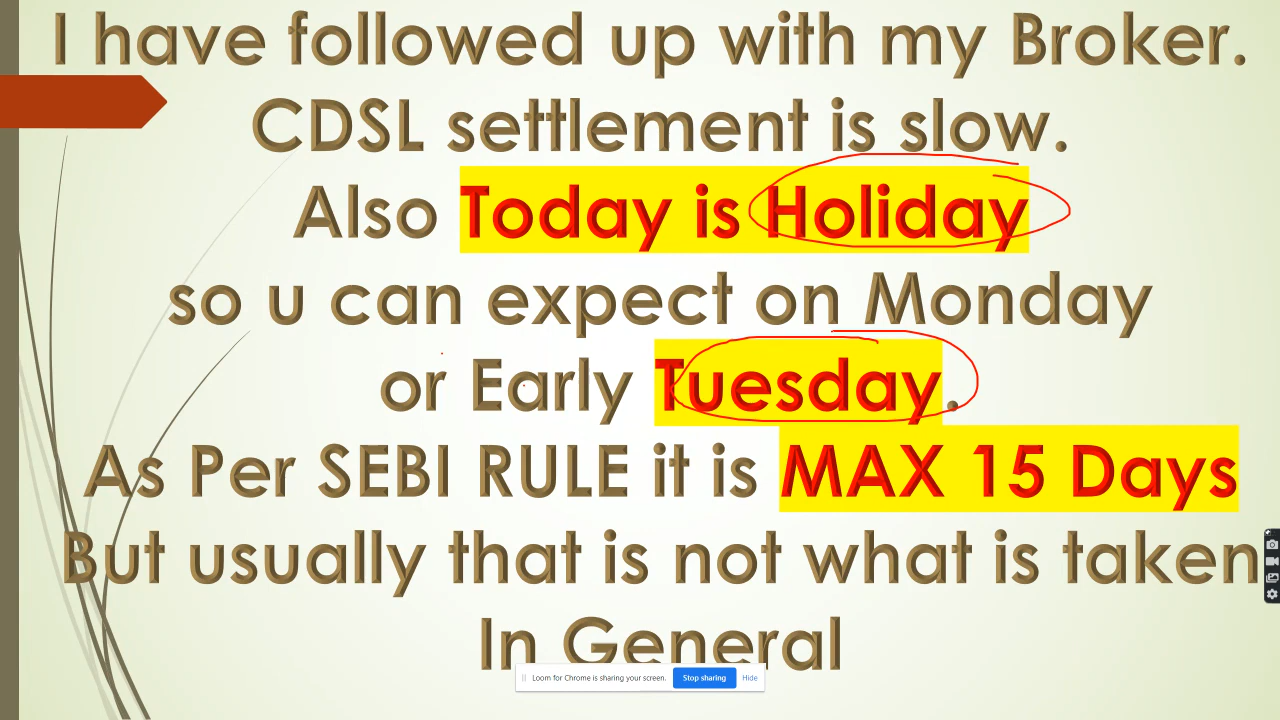 I have followed up with my Broker.
CDSL settlement is slow.
Also Today is Holiday
so u can expect on Monday
or Early Tuesday.
As Per SEBI RULE it is MAX 15 Days
But usually that is not what is taken
In General
Loom for Chrome is sharing your screen. Stop sharing Hide